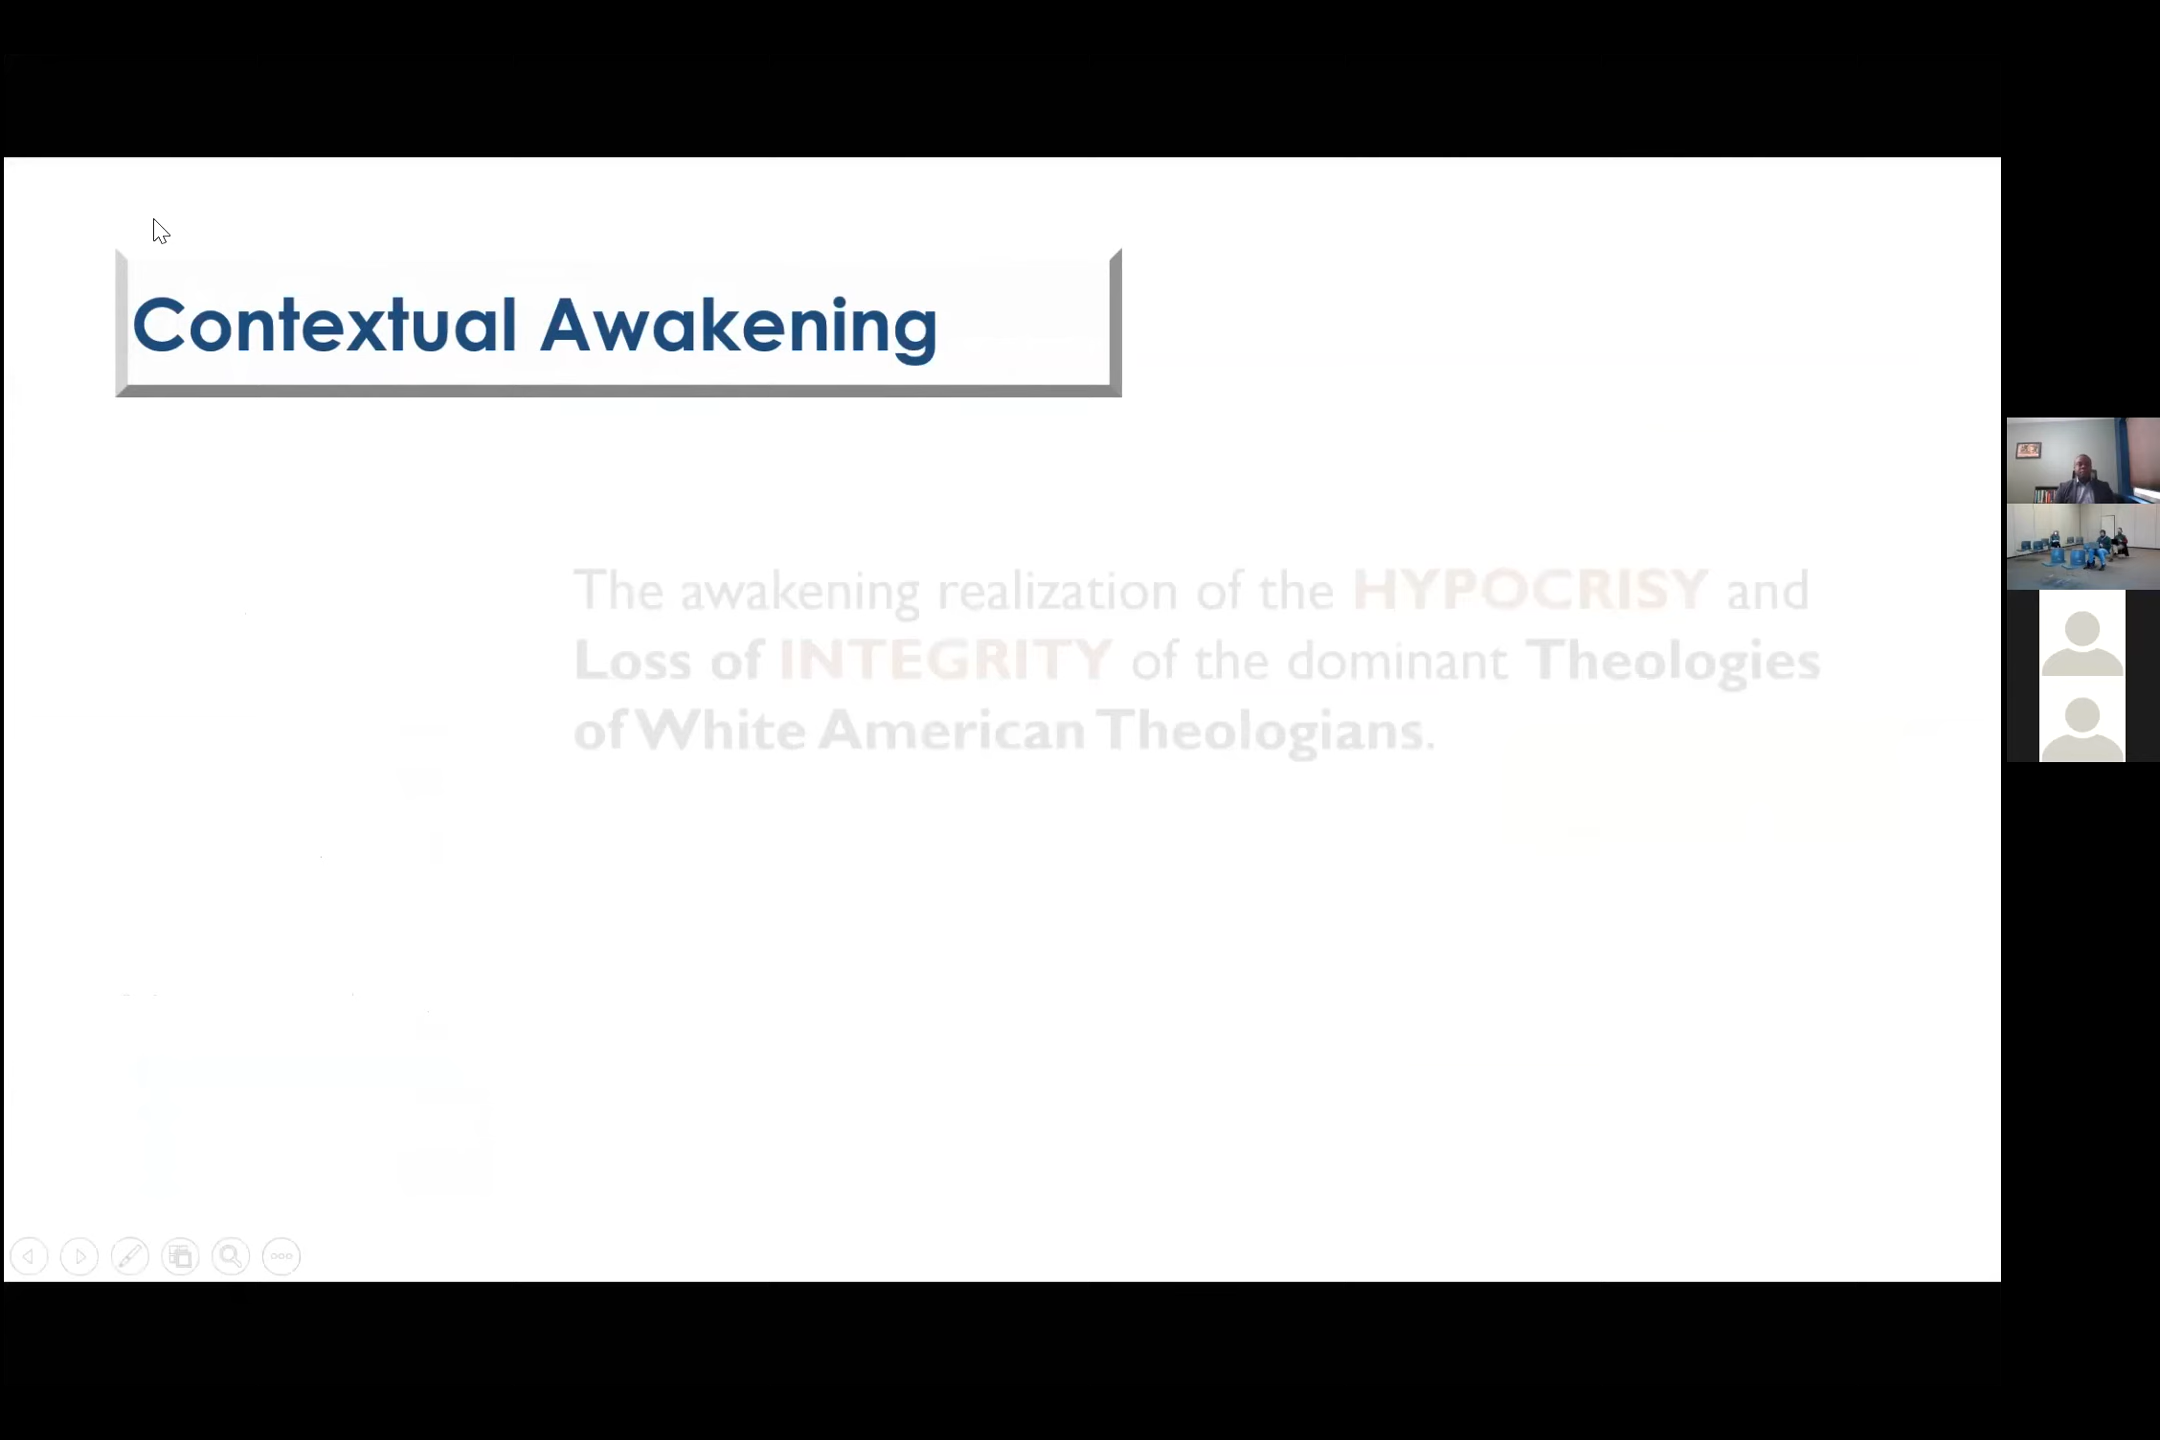 Contextual Awakening
The awakening realization of the HYPOCRISY and
Loss of INTEGRITY of the dominant Theologies
of White American Theologians.